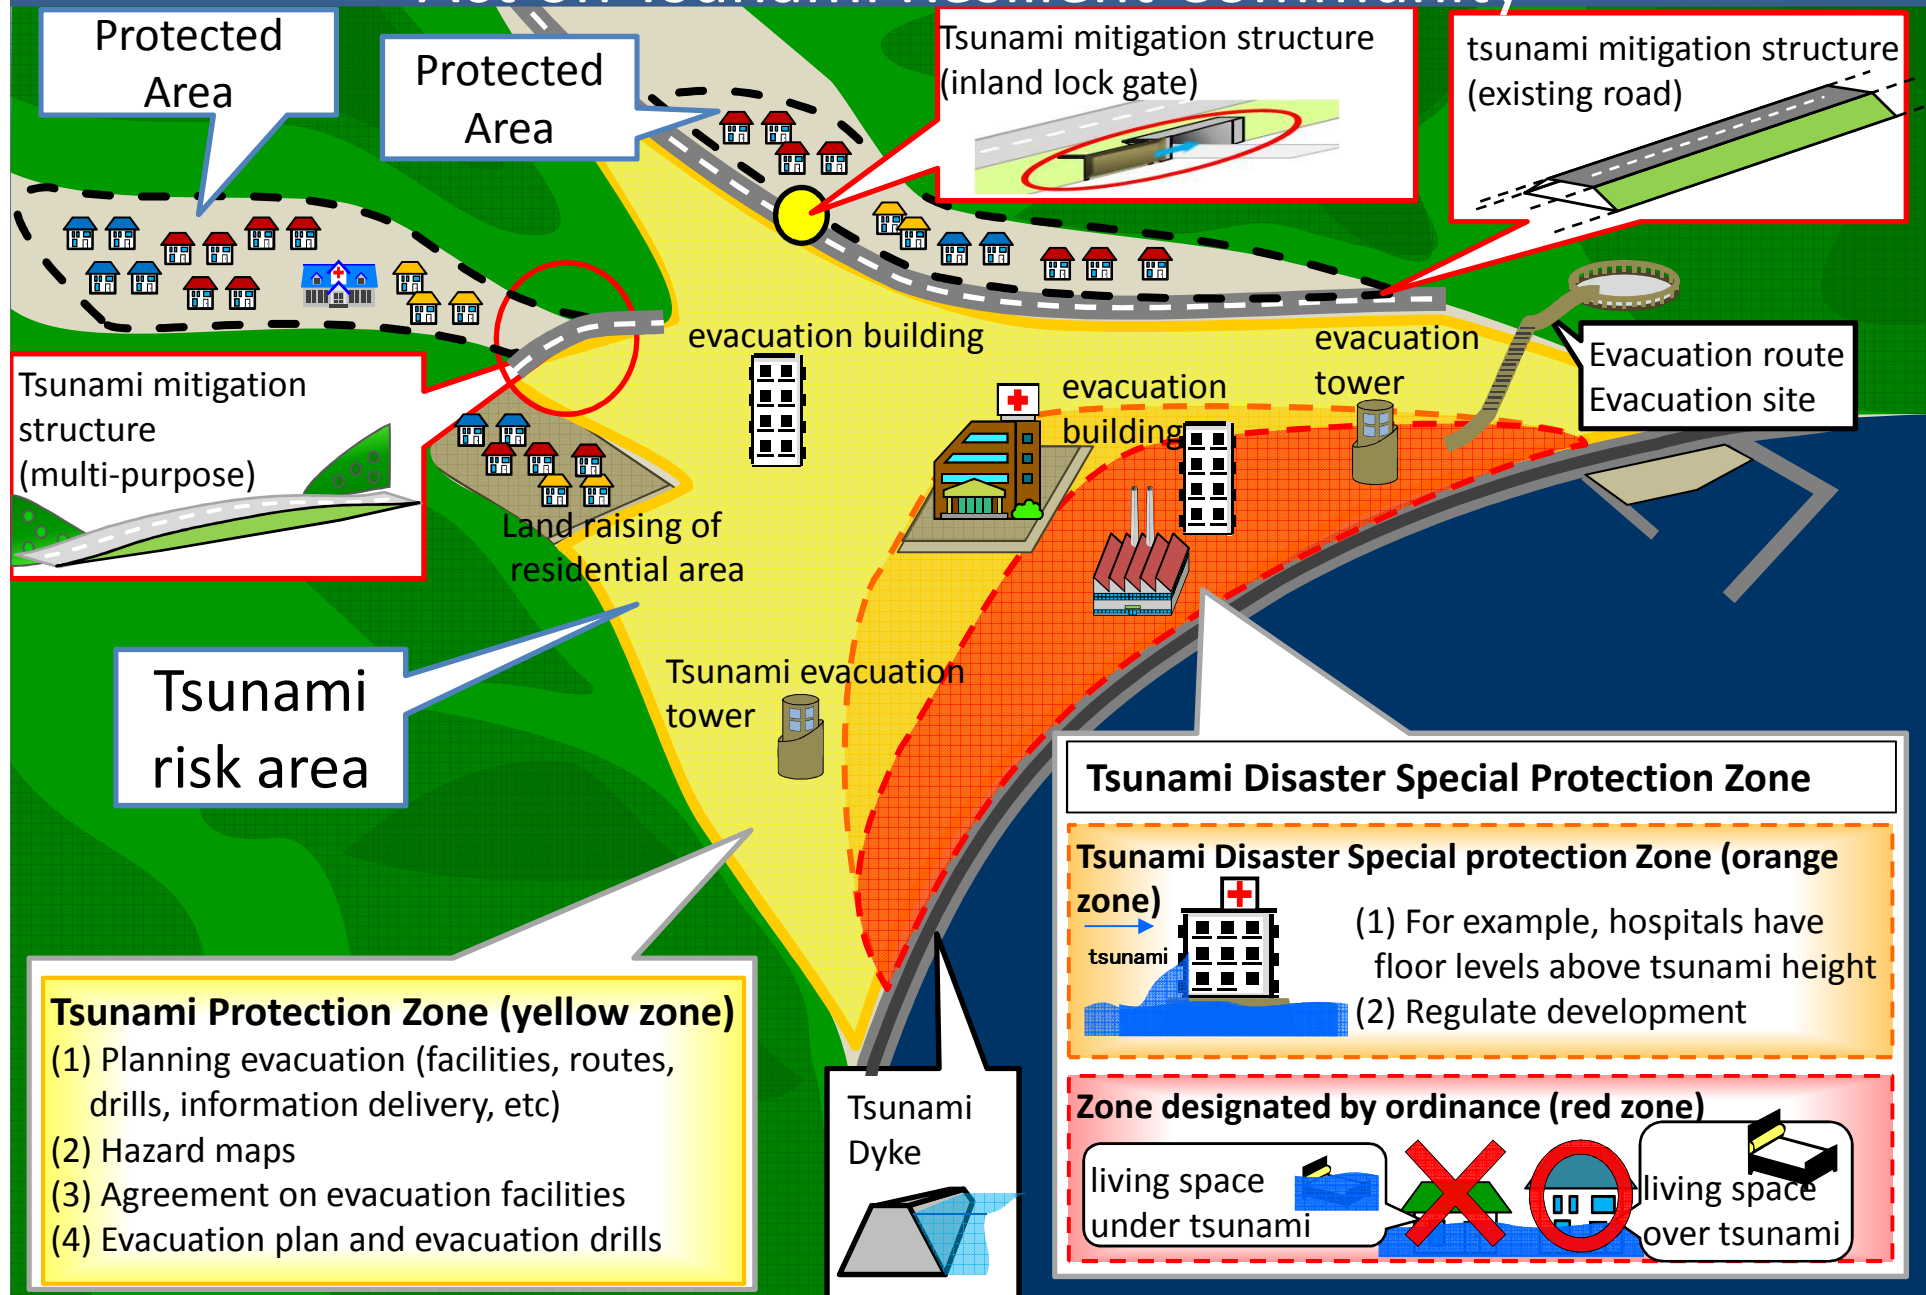 Act on Tsunami Resilient Community
Protected
Area
Protected
Area
Tsunami mitigation structure
(inland lock gate)
tsunami mitigation structure
(existing road)
evacuation building
evacuation
tower
Evacuation route
Evacuation site
evacuation
building
Tsunami mitigation
structure
(multi-purpose)
Land raising of
residential area
Tsunami
risk area
Tsunami evacuation
tower
Tsunami Disaster Special Protection Zone
Tsunami Disaster Special protection Zone (orange
zone)
tsunami
(1) For example, hospitals have
floor levels above tsunami height
(2) Regulate development
Zone designated by ordinance (red zone)
living space
under tsunami
living space
over tsunami
Tsunami Protection Zone (yellow zone)
(1) Planning evacuation (facilities, routes,
drills, information delivery, etc)
(2) Hazard maps
(3) Agreement on evacuation facilities
(4) Evacuation plan and evacuation drills
Tsunami
Dyke